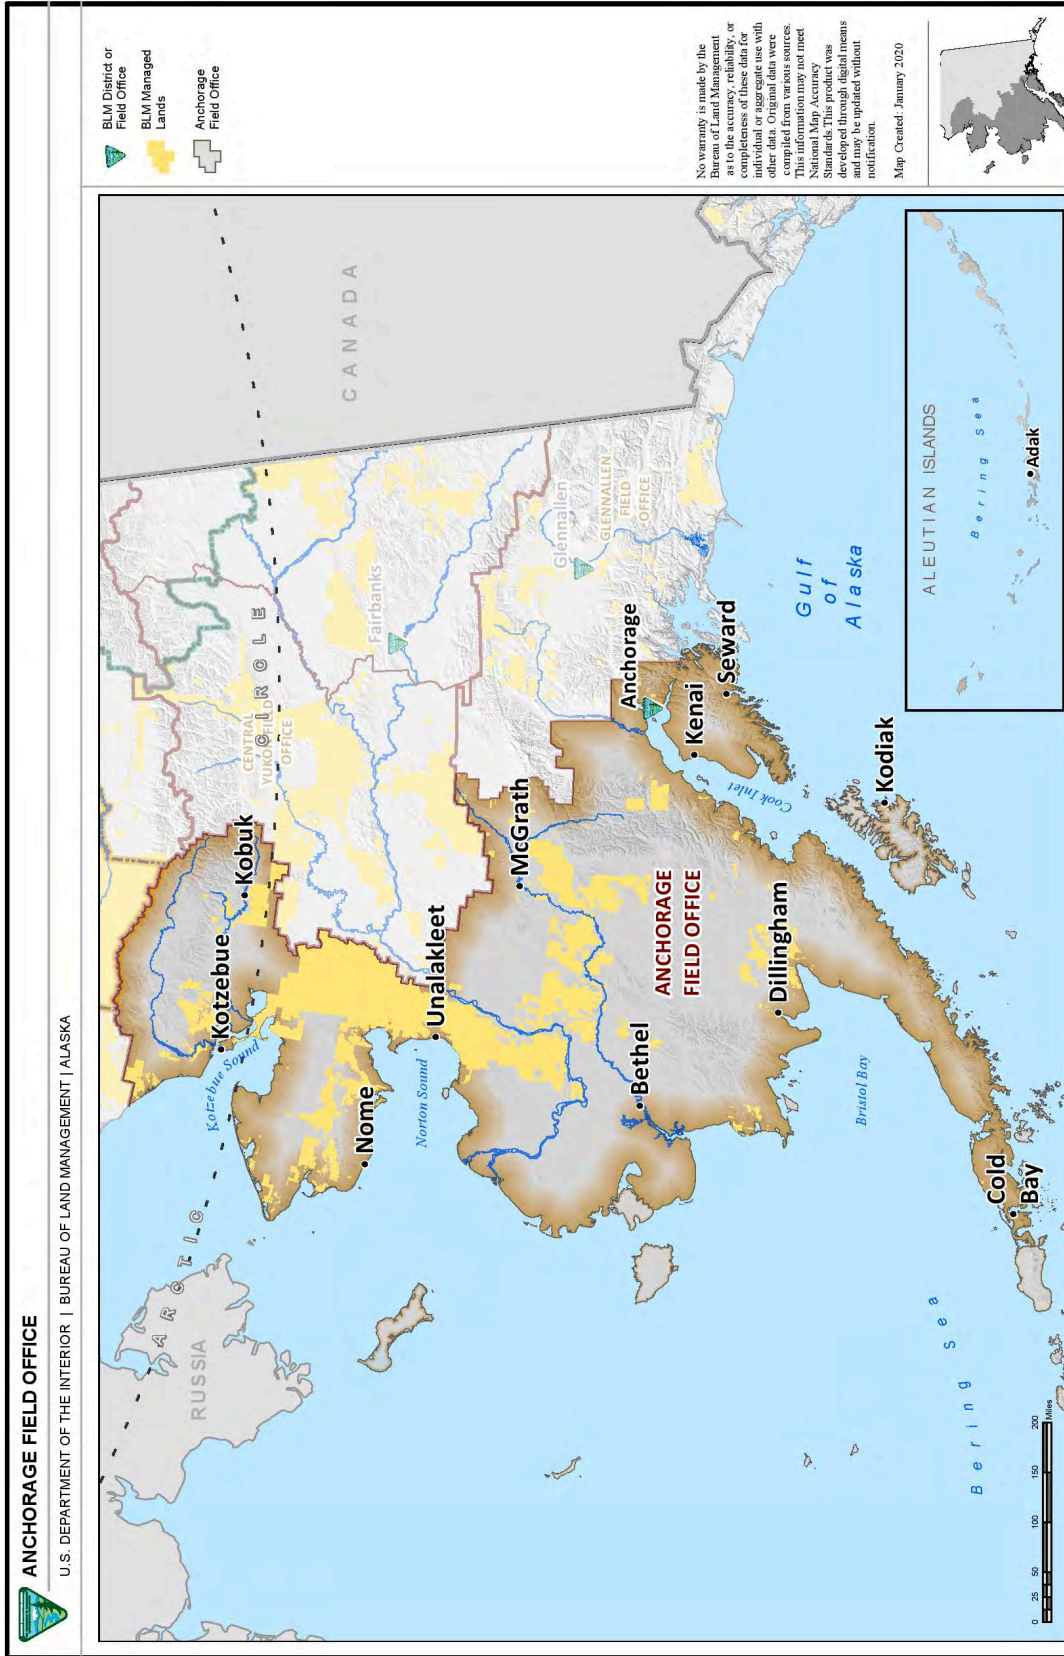 ANCHORAGE FIELD OFFICE
U.S. DEPARTMENT OF THE INTERIOR | BUREAU OF LAND MANAGEMENT | ALASKA
BLM District or
Field Office
BLM Managed
Lands
Anchorage
Field Office
No warranty is made by the
Bureau of Land Management
as to the accuracy, reliability, or
completeness of these data for
individual or aggregate use with
other data. Original data were
compiled from various sources.
This information may not meet
National Map Accuracy
Standards.This product was
developed through digital means
and may be updated without
notification.
Map Created: January 2020
RUSSIA
ARCTIC
CIRCLE
CANADA
Kotzebue Sound
Kotzebue
Kobuk
CENTRAL
YUKON FIELD
OFFICE
Fairbanks
Nome
Norton Sound
Unalakleet
McGrath
Glennallen
GLENNALLEN
FIELD
OFFICE
Anchorage
Kenai
Seward
Bethel
ANCHORAGE
FIELD OFFICE
Dillingham
Cook Inlet
Gulf
of
Alaska
Kodiak
Bristol Bay
Cold
Bay
Bering Sea
ALEUTIAN ISLANDS
Bering Sea
Adak
0 25 50 100 150 200
Miles